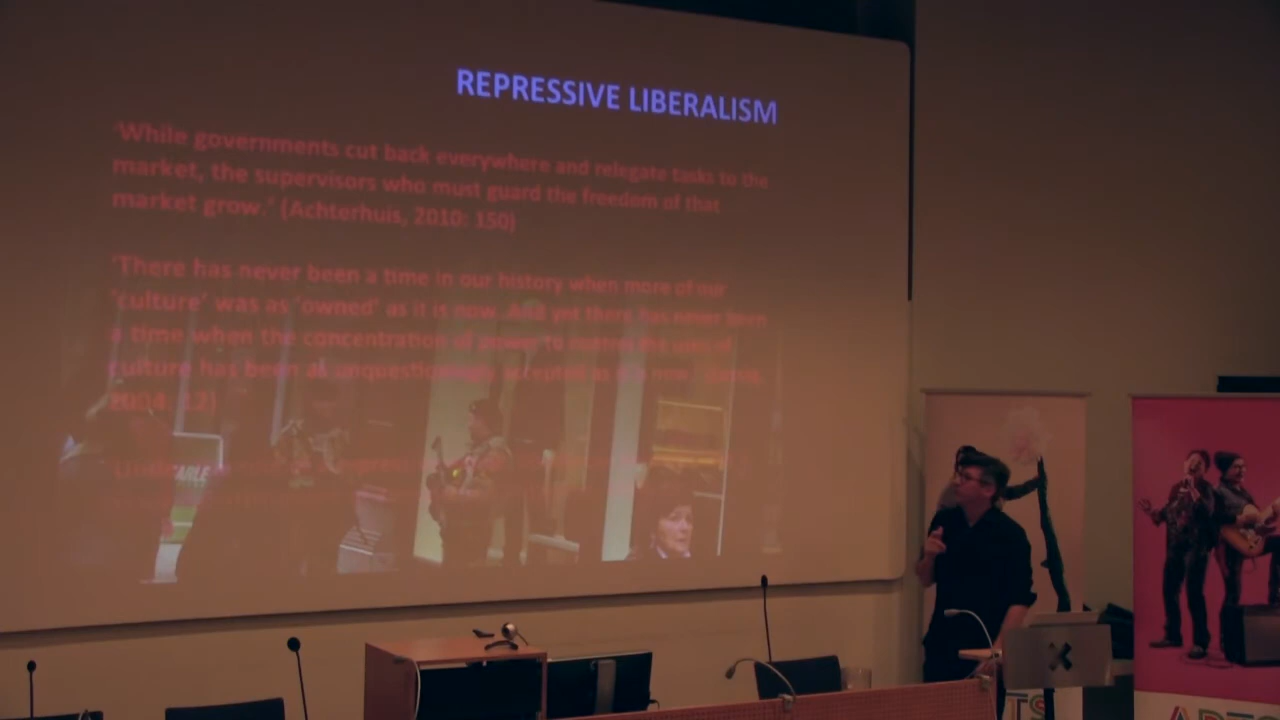 REPRESSIVE LIBERALISM
'While governments cut back everywhere and relegate tasks to the
market, the supervisors who must guard the freedom of that
market grow.' (Achterhuis, 2010: 150)
'There has never been a time in our history when more of our
'culture' was as 'owned' as it is now. And yet there has never been
a time when the concentration of power to control the uses of
culture has been as unquestioningly accepted as it is now.'
2004: 12)
TS